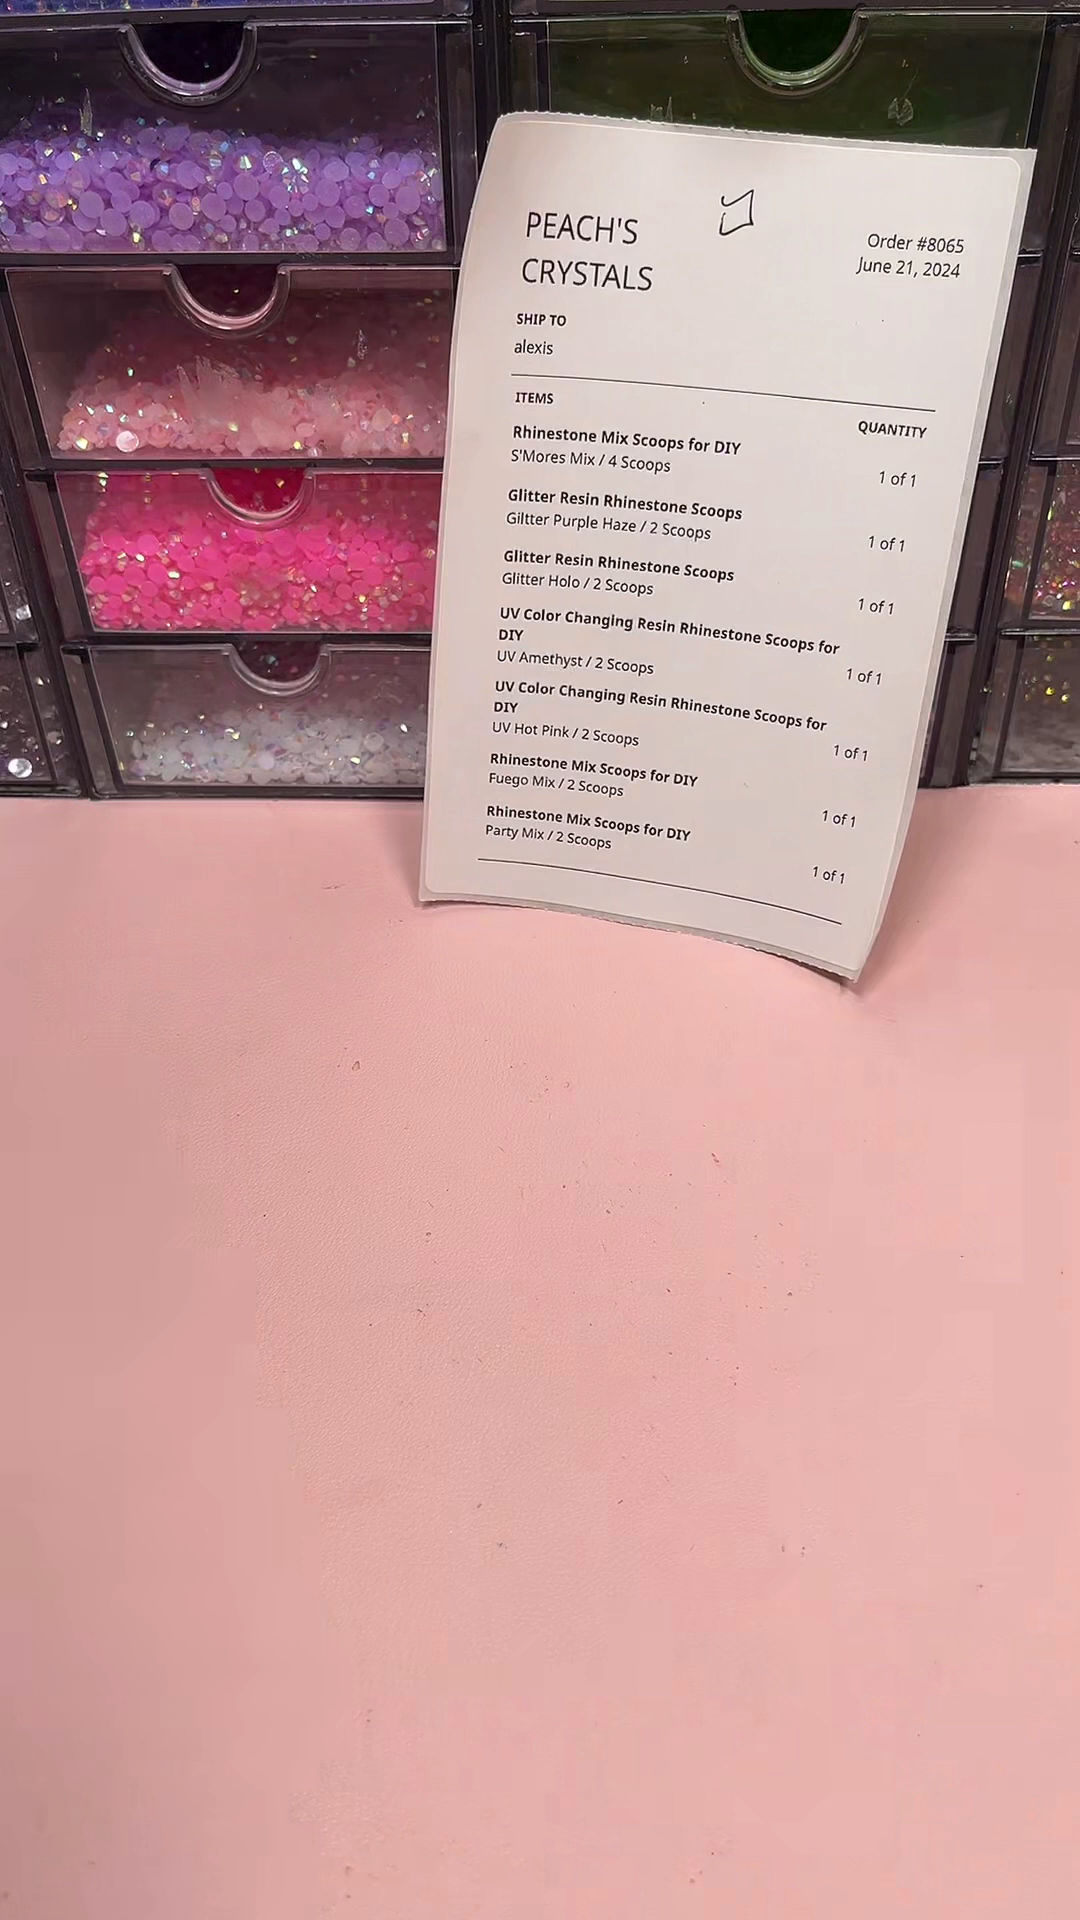 PEACH'S
CRYSTALS
Order #8065
June 21, 2024
SHIP TO
alexis
ITEMS
QUANTITY
Rhinestone Mix Scoops for DIY
S'Mores Mix / 4 Scoops
1 of 1
Glitter Resin Rhinestone Scoops
Giltter Purple Haze / 2 Scoops
1 of 1
Glitter Resin Rhinestone Scoops
Glitter Holo / 2 Scoops
1 of 1
UV Color Changing Resin Rhinestone Scoops for
DIY
UV Amethyst / 2 Scoops
1 of 1
UV Color Changing Resin Rhinestone Scoops for
DIY
UV Hot Pink / 2 Scoops
1 of 1
Rhinestone Mix Scoops for DIY
Fuego Mix / 2 Scoops
1 of 1
Rhinestone Mix Scoops for DIY
Party Mix / 2 Scoops
1 of 1